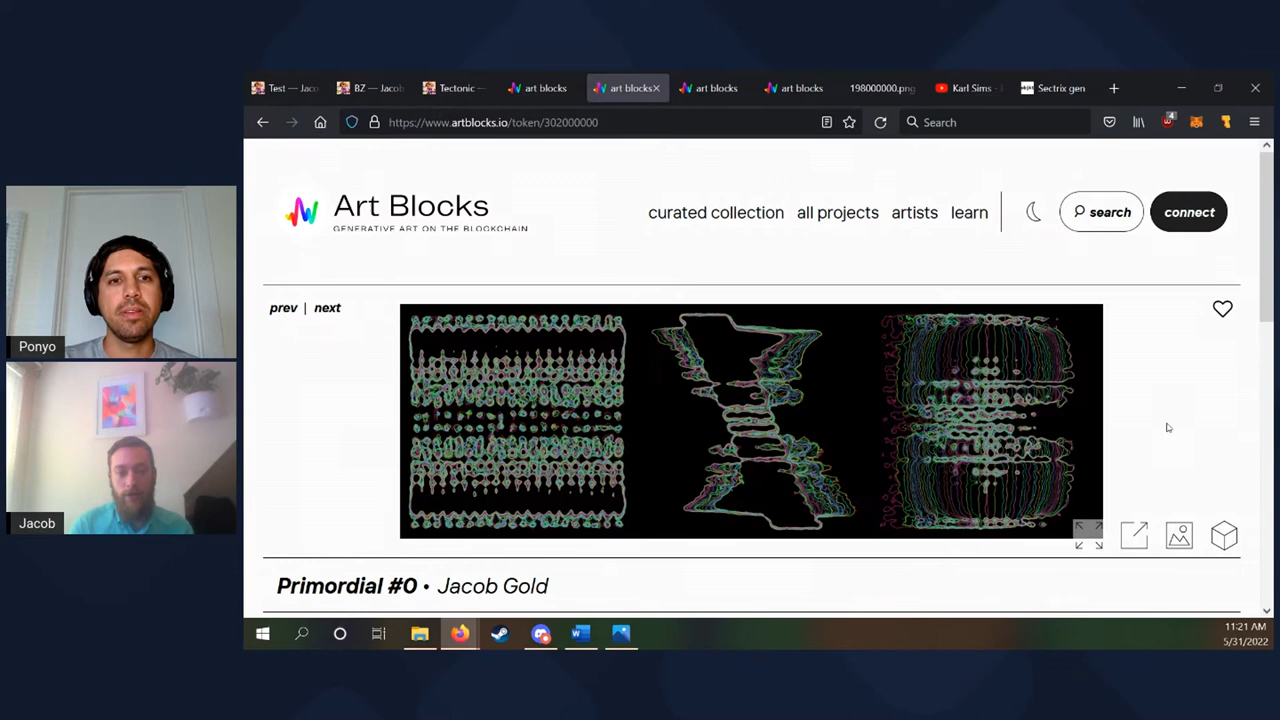 Test — Jaco
BZ — Jacob
Tectonic —
art blocks
art blocks
art blocks
art blocks
198000000.png
Karl Sims -
Sectrix gen
https://www.artblocks.io/token/302000000
Search
4
Art Blocks
GENERATIVE ART ON THE BLOCKCHAIN
curated collection
all projects
artists
learn
search
connect
prev | next
Ponyo
Jacob
Primordial #0 • Jacob Gold
11:21 AM
5/31/2022